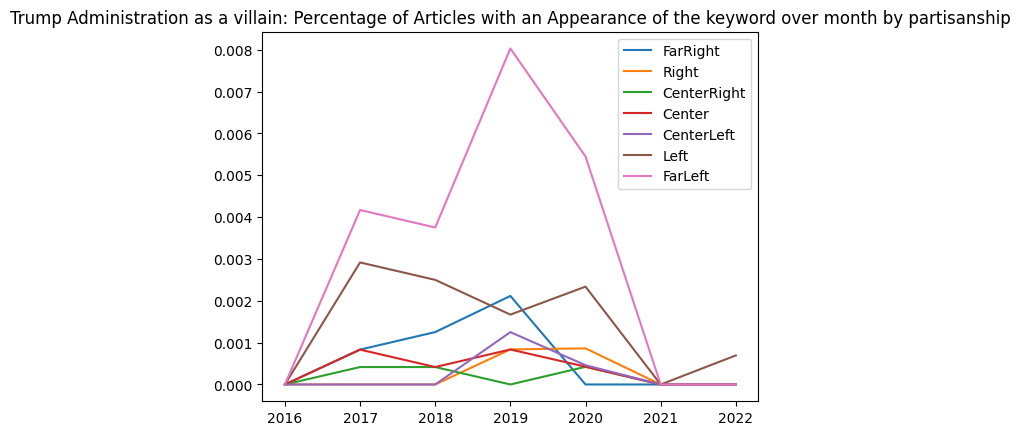 Trump Administration as a villain: Percentage of Articles with an Appearance of the keyword over month by partisanship
0.008
0.007
0.006
0.005
0.004
0.003
0.002
0.001
0.000
FarRight
Right
CenterRight
Center
CenterLeft
Left
FarLeft
2016 2017 2018 2019 2020 2021 2022